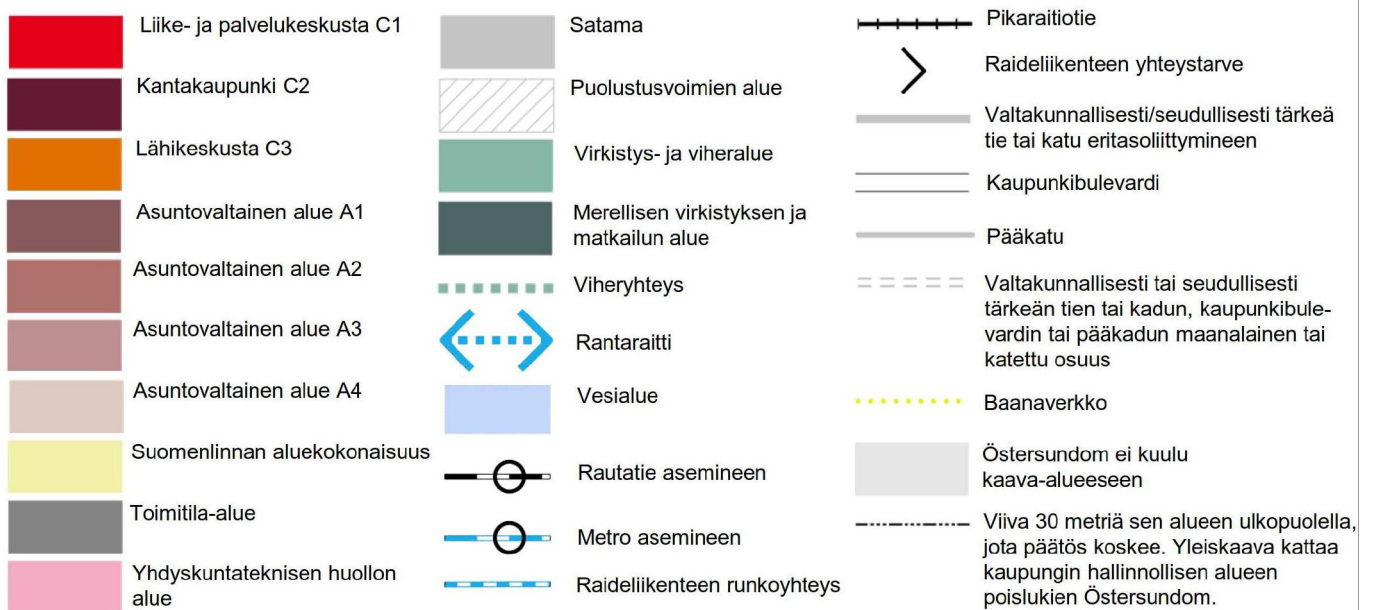 Liike- ja palvelukeskusta C1
Kantakaupunki C2
Lähikeskusta C3
Asuntovaltainen alue A1
Asuntovaltainen alue A2
Asuntovaltainen alue A3
Asuntovaltainen alue A4
Suomenlinnan aluekokonaisuus
Toimitila-alue
Yhdyskuntateknisen huollon
alue
Satama
Puolustusvoimien alue
Virkistys- ja viheralue
Merellisen virkistyksen ja
matkailun alue
Viheryhteys
Rantaraitti
Vesialue
Rautatie asemineen
Metro asemineen
Raideliikenteen runkoyhteys
Pikaraitiotie
Raideliikenteen yhteystarve
Valtakunnallisesti/seudullisesti tärkeä
tie tai katu eritasoliittymineen
Kaupunkibulevardi
Pääkatu
Valtakunnallisesti tai seudullisesti
tärkeän tien tai kadun, kaupunkibule-
vardin tai pääkadun maanalainen tai
katettu osuus
Baanaverkko
Östersundom ei kuulu
kaava-alueeseen
Viiva 30 metriä sen alueen ulkopuolella,
jota päätös koskee. Yleiskaava kattaa
kaupungin hallinnollisen alueen
poislukien Östersundom.